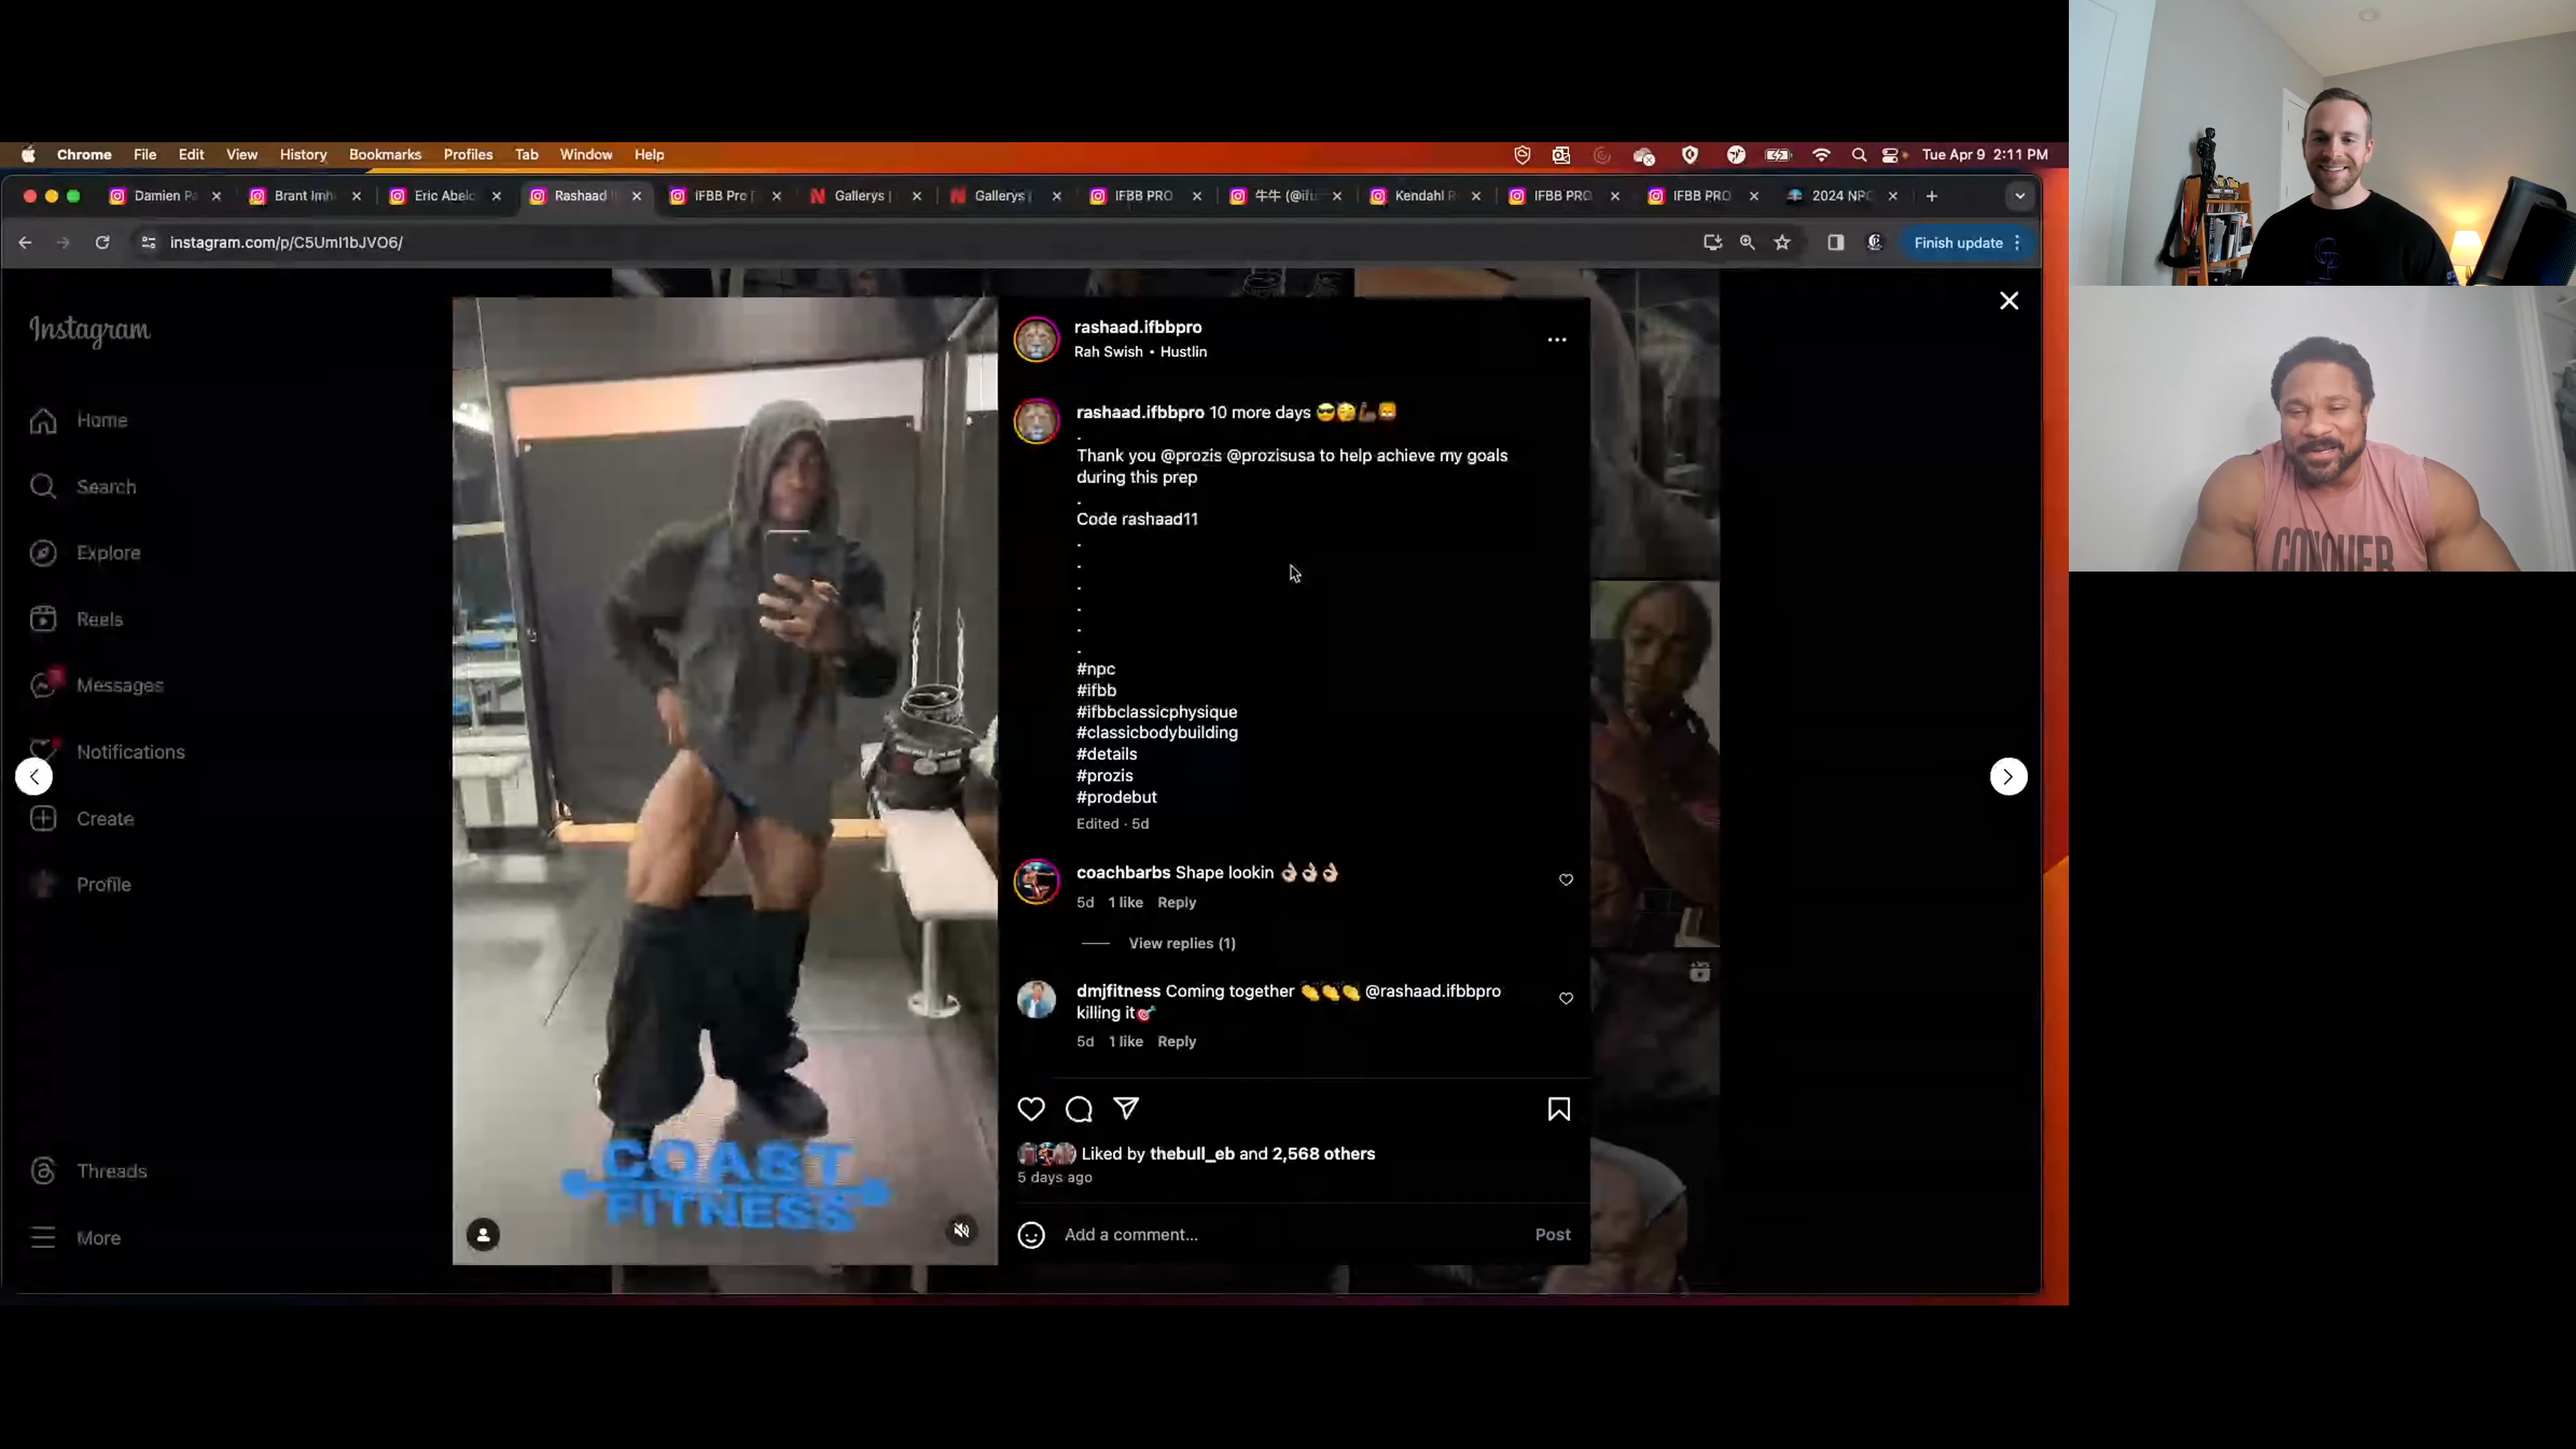 Chrome File Edit View History Bookmarks Profiles Tab Window Help
Tue Apr 9 2:11 PM
Damien Pa
Brant Imh
Eric Abelo
Rashaad
IFBB Pro
Gallerys |
Gallerys |
IFBB PRO
牛牛 (@ifb
Kendahl R
IFBB PRO
IFBB PRO
2024 NPC
instagram.com/p/C5UmI1bJVO6/
Finish update
Instagram
Home
Search
Explore
Reels
Messages
Notifications
Create
Profile
Threads
More
COAST
FITNESS
rashaad.ifbbpro
Rah Swish • Hustlin
rashaad.ifbbpro 10 more days 😎🥱💪🏿🦁
.
Thank you @prozis @prozisusa to help achieve my goals
during this prep
.
Code rashaad11
.
.
.
.
.
.
#npc
#ifbb
#ifbbclassicphysique
#classicbodybuilding
#details
#prozis
#prodebut
Edited · 5d
coachbarbs Shape lookin 👌🏻👌🏻👌🏻
5d 1 like Reply
View replies (1)
dmjfitness Coming together 👏👏👏 @rashaad.ifbbpro
killing it🎯
5d 1 like Reply
Liked by thebull_eb and 2,568 others
5 days ago
Add a comment...
Post
CONQUER